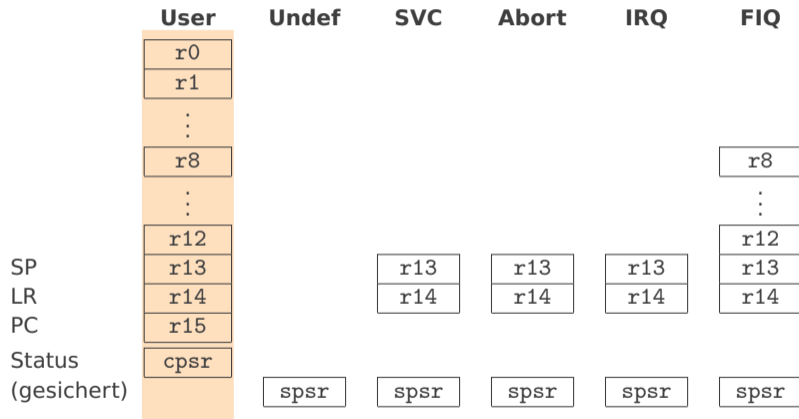 User Undef SVC Abort IRQ FIQ
r0
r1
⋮
r8 r8
⋮ ⋮
r12 r12
SP r13 r13 r13 r13 r13
LR r14 r14 r14 r14 r14
PC r15
Status cpsr
(gesichert) spsr spsr spsr spsr spsr